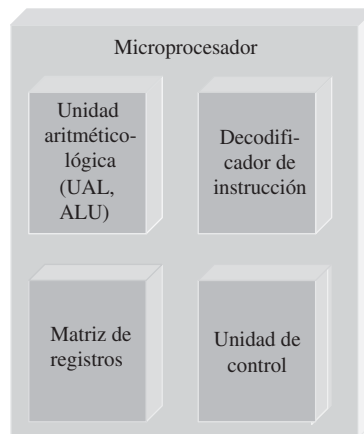 Microprocesador
Unidad
aritmético-
lógica
(UAL,
ALU)
Decodifi-
cador de
instrucción
Matriz de
registros
Unidad de
control